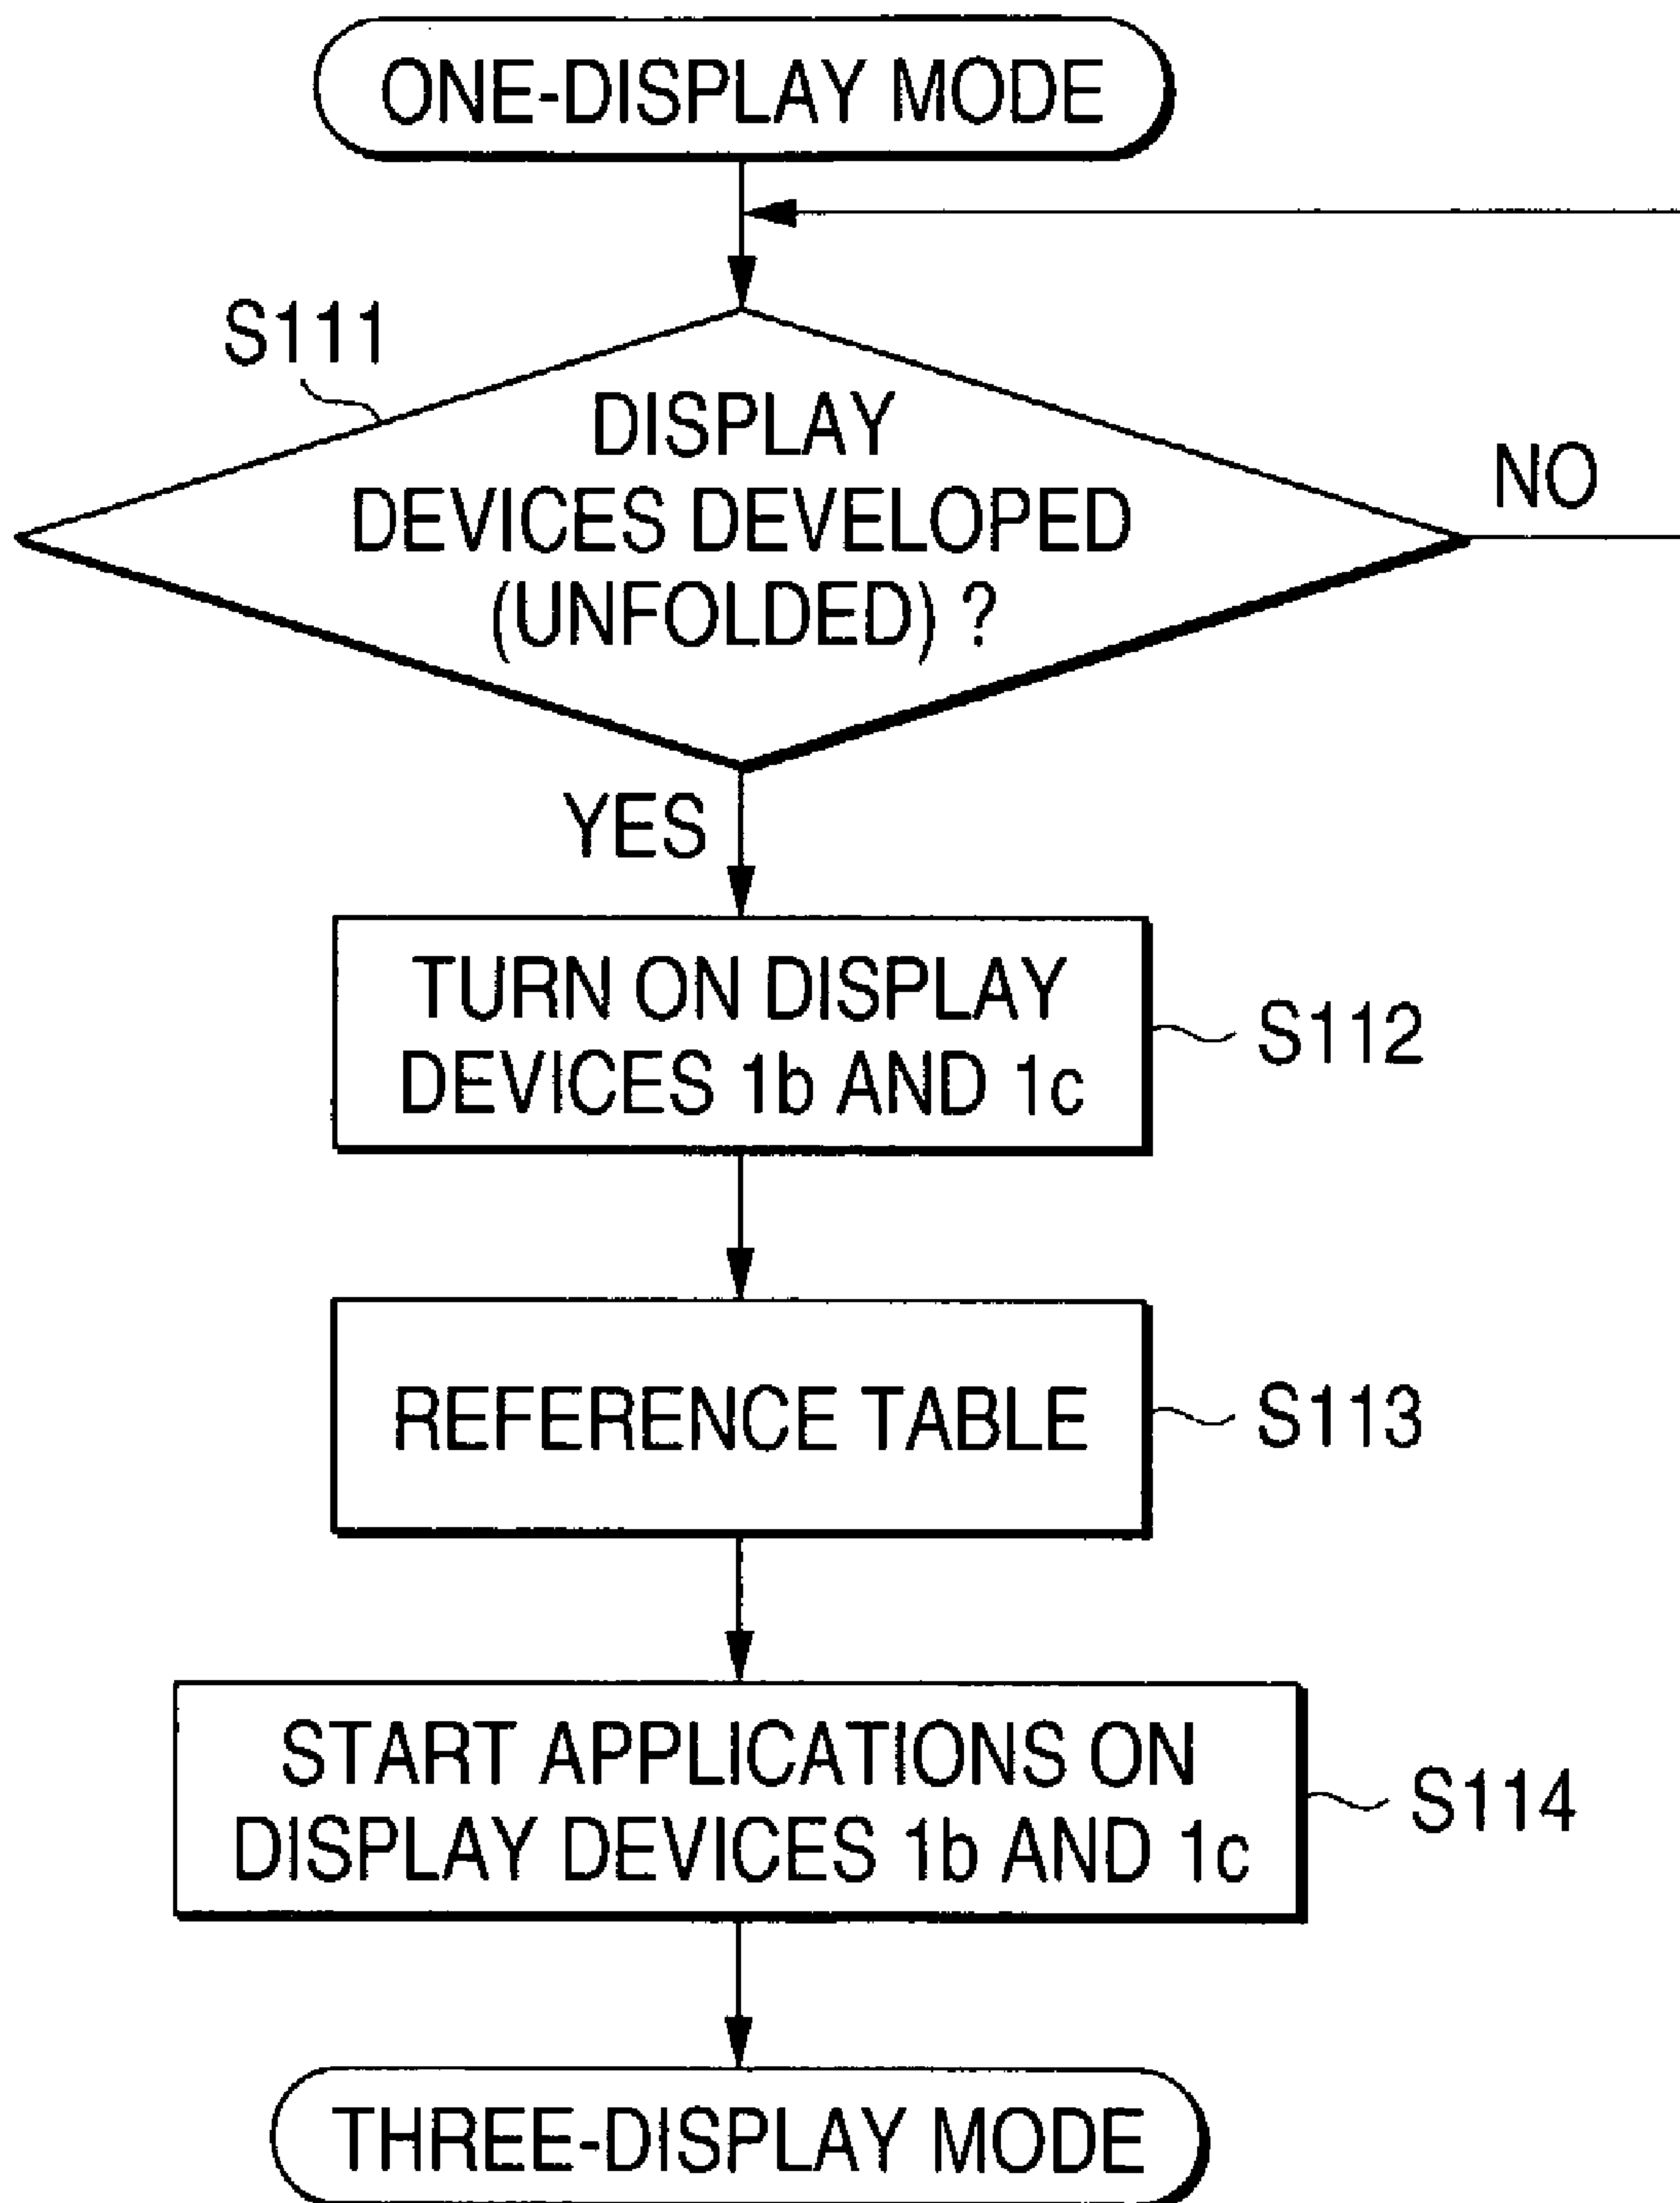 ONE-DISPLAY MODE
S111
DISPLAY
DEVICES DEVELOPED
(UNFOLDED) ?
NO
YES
TURN ON DISPLAY
DEVICES 1b AND 1c
S112
REFERENCE TABLE
S113
START APPLICATIONS ON
DISPLAY DEVICES 1b AND 1c
S114
THREE-DISPLAY MODE